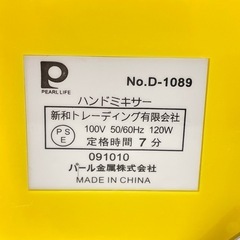 P
PEARL LIFE
No.D-1089
ハンドミキサー
新和トレーディング有限会社
PSE
100V 50/60Hz 120W
定格時間 7 分
091010
パール金属株式会社
MADE IN CHINA